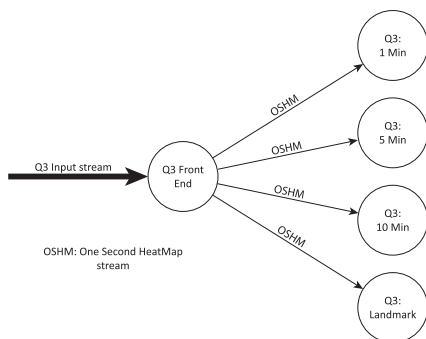 Q3:
1 Min
OSHM
Q3:
5 Min
OSHM
Q3 Input stream
Q3 Front
End
OSHM
Q3:
10 Min
OSHM
OSHM: One Second HeatMap
stream
Q3:
Landmark